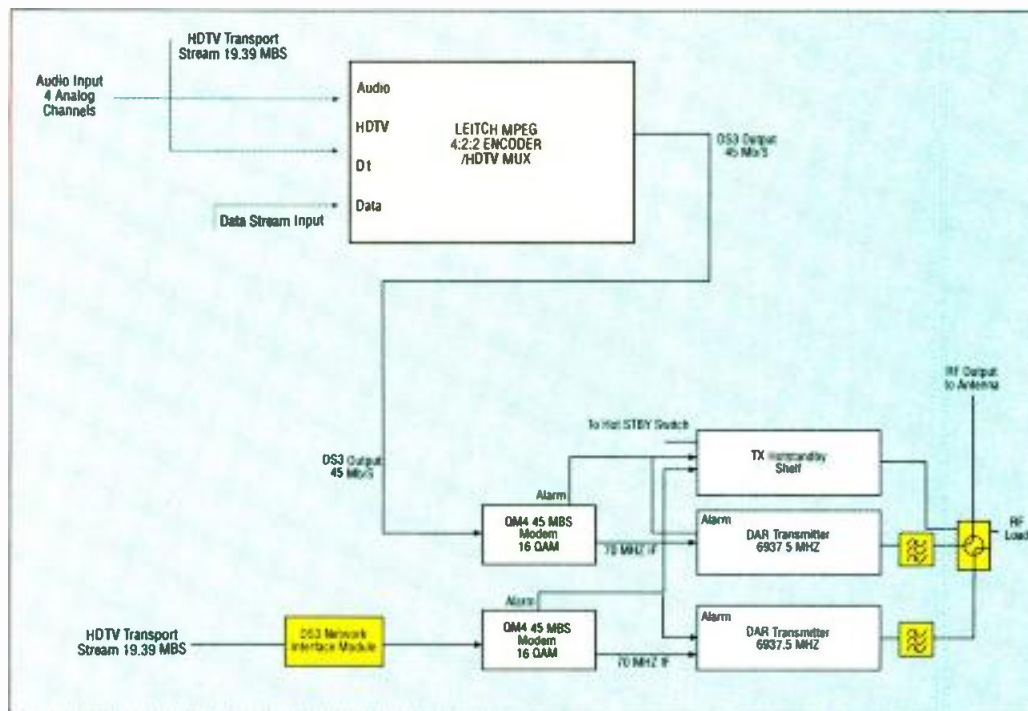 HDTV Transport
Stream 19.39 MBS
Audio Input
4 Analog
Channels
Audio
HDTV
D1
Data
LEITCH MPEG
4:2:2 ENCODER
/HDTV MUX
DS3 Output
45 Mb/S
Data Stream Input
RF Output
to Antenna
To Hot STBY Switch
TX Hotstandby
Shelf
DS3 Output
45 Mb/S
Alarm
QM4 45 MBS
Modem
16 QAM
70 MHZ IF
Alarm
DAR Transmitter
6937 5 MHZ
RF
Load
Alarm
QM4 45 MBS
Modem
16 QAM
70 MHZ IF
Alarm
DAR Transmitter
6937.5 MHZ
HDTV Transport
Stream 19.39 MBS
DS3 Network
Interface Module